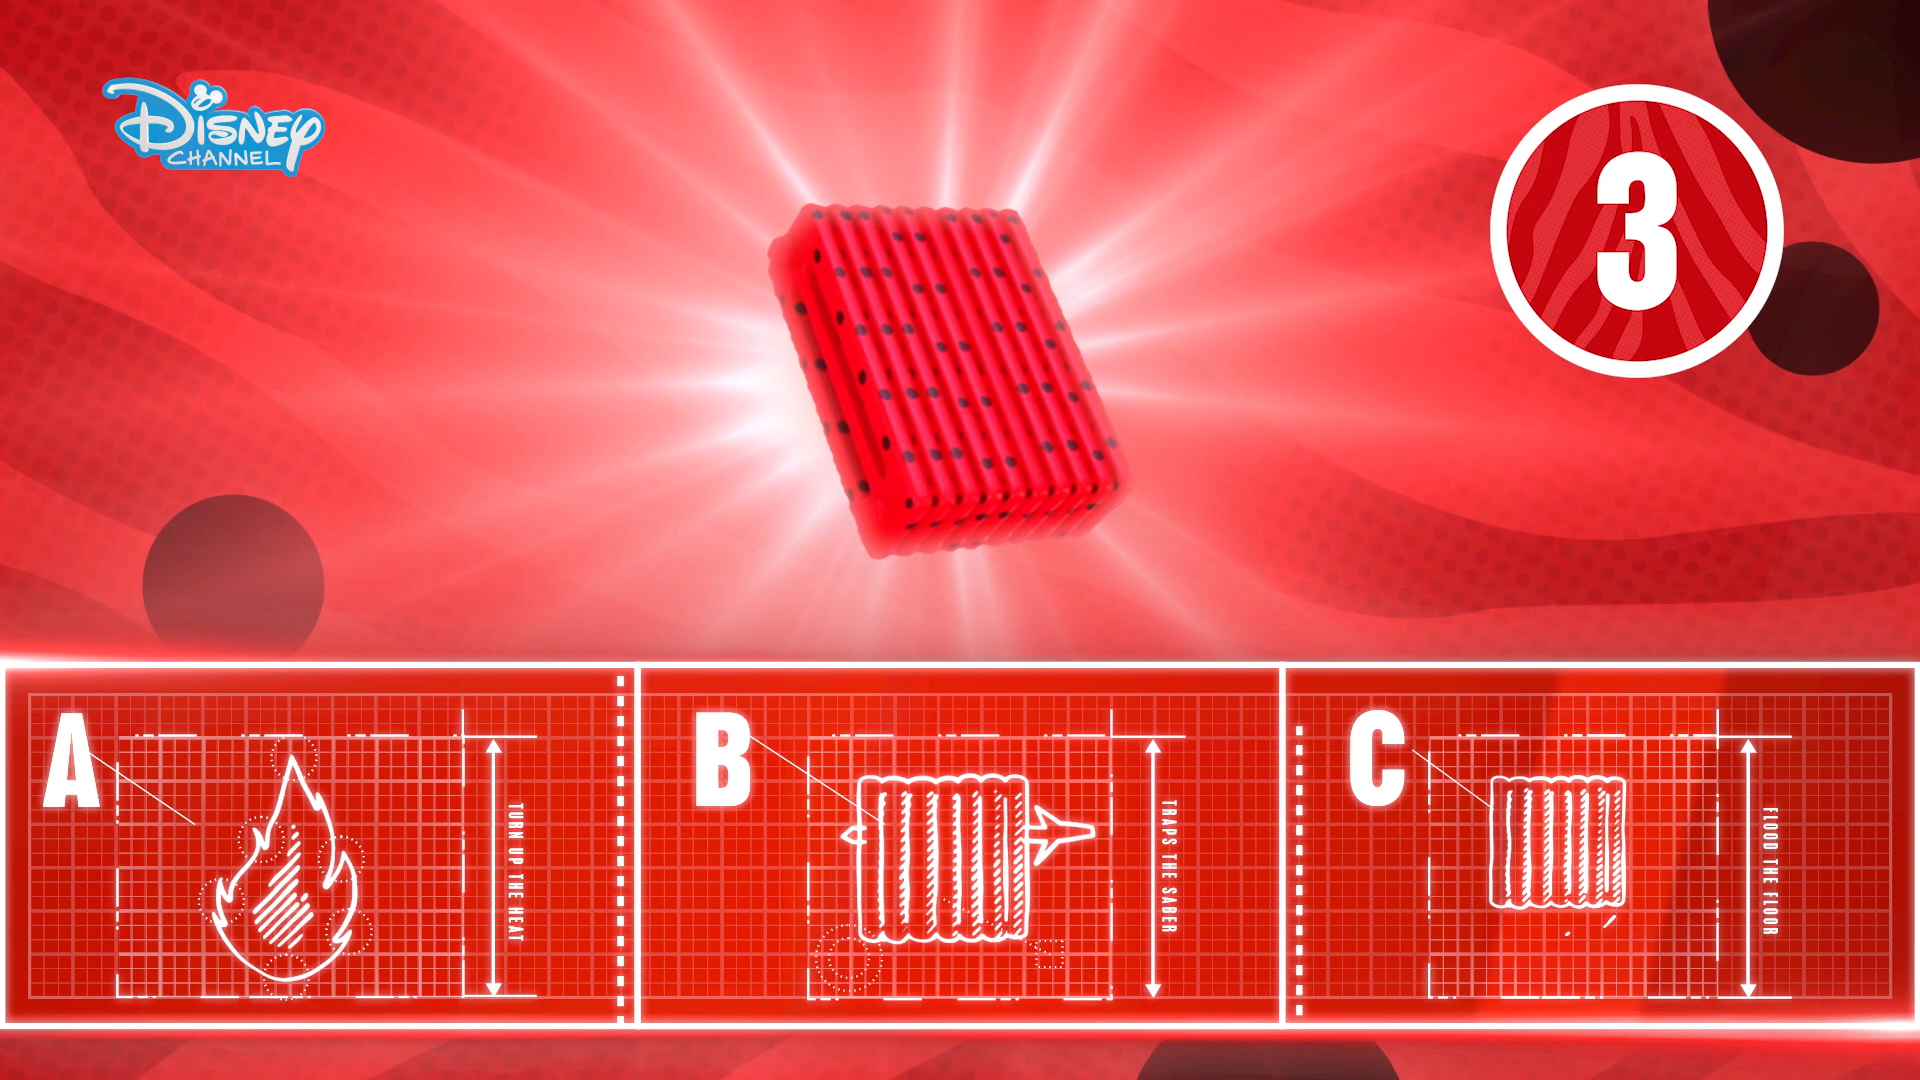 Disney
CHANNEL
3
A
TURN UP THE HEAT
B
TRAPS THE SABER
C
FLOOD THE FLOOR